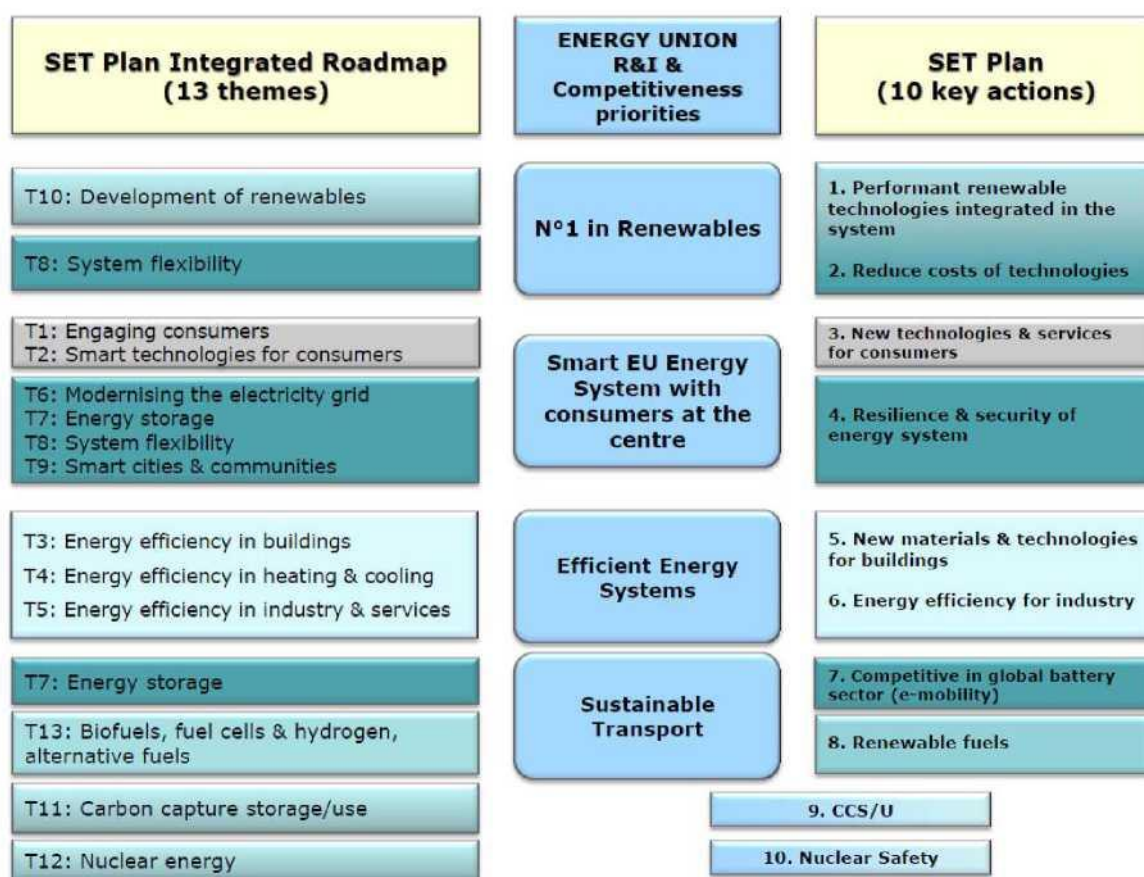 SET Plan Integrated Roadmap
(13 themes)
ENERGY UNION
R&I &
Competitiveness
priorities
SET Plan
(10 key actions)
T10: Development of renewables
T8: System flexibility
N°1 in Renewables
1. Performant renewable
technologies integrated in the
system
2. Reduce costs of technologies
T1: Engaging consumers
T2: Smart technologies for consumers
T6: Modernising the electricity grid
T7: Energy storage
T8: System flexibility
T9: Smart cities & communities
Smart EU Energy
System with
consumers at the
centre
3. New technologies & services
for consumers
4. Resilience & security of
energy system
T3: Energy efficiency in buildings
T4: Energy efficiency in heating & cooling
T5: Energy efficiency in industry & services
Efficient Energy
Systems
5. New materials & technologies
for buildings
6. Energy efficiency for industry
T7: Energy storage
T13: Biofuels, fuel cells & hydrogen,
alternative fuels
Sustainable
Transport
7. Competitive in global battery
sector (e-mobility)
8. Renewable fuels
T11: Carbon capture storage/use
9. CCS/U
T12: Nuclear energy
10. Nuclear Safety